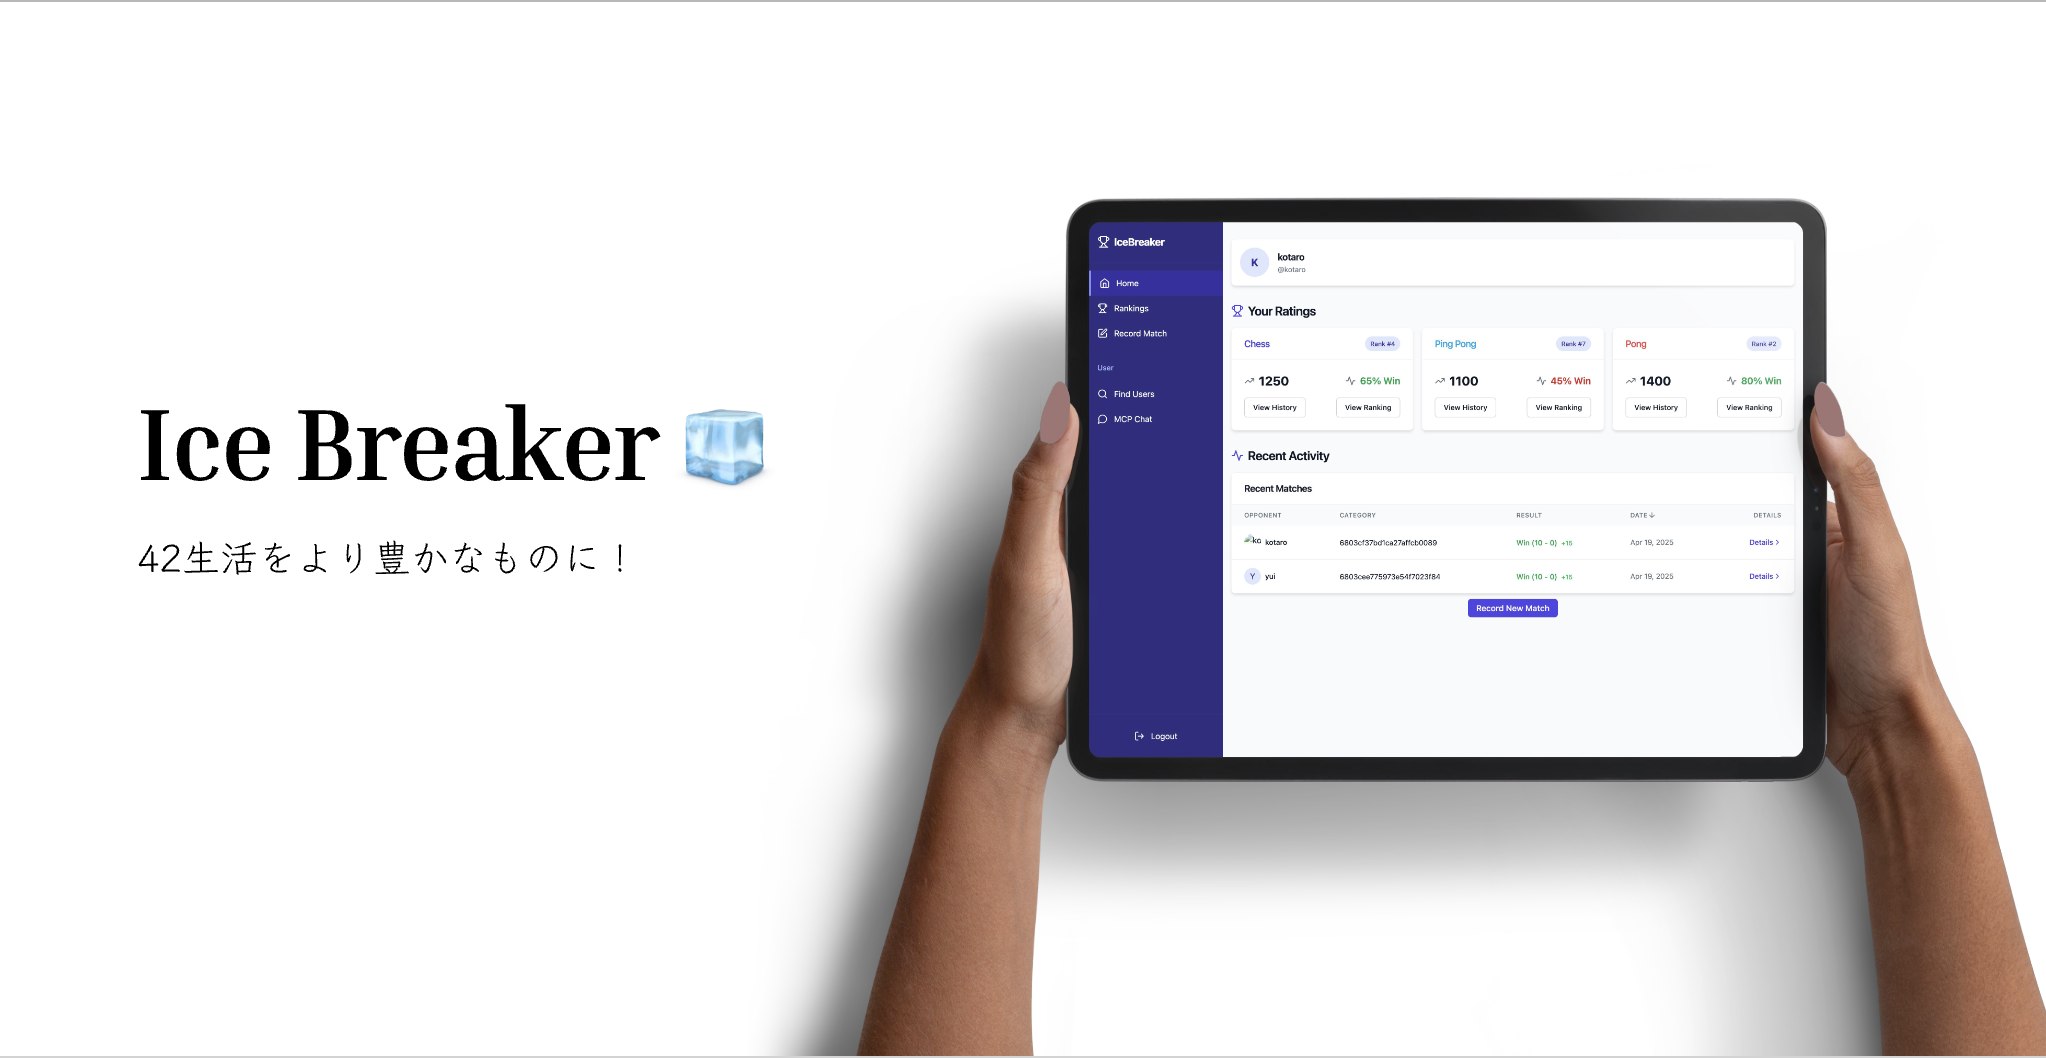 Ice Breaker 🧊
42生活をより豊かなものに！
IceBreaker
Home
Rankings
Record Match
User
Find Users
MCP Chat
Logout
K
kotaro
@kotaro
Your Ratings
Chess Rank #4
1250 65% Win
View History View Ranking
Ping Pong Rank #7
1100 45% Win
View History View Ranking
Pong Rank #2
1400 80% Win
View History View Ranking
Recent Activity
Recent Matches
OPPONENT CATEGORY RESULT DATE DETAILS
ko kotaro 6803cf37bd1ca27affcb0089 Win (10 - 0) +15 Apr 19, 2025 Details >
Y yui 6803cee775973e54f7023f84 Win (10 - 0) +15 Apr 19, 2025 Details >
Record New Match